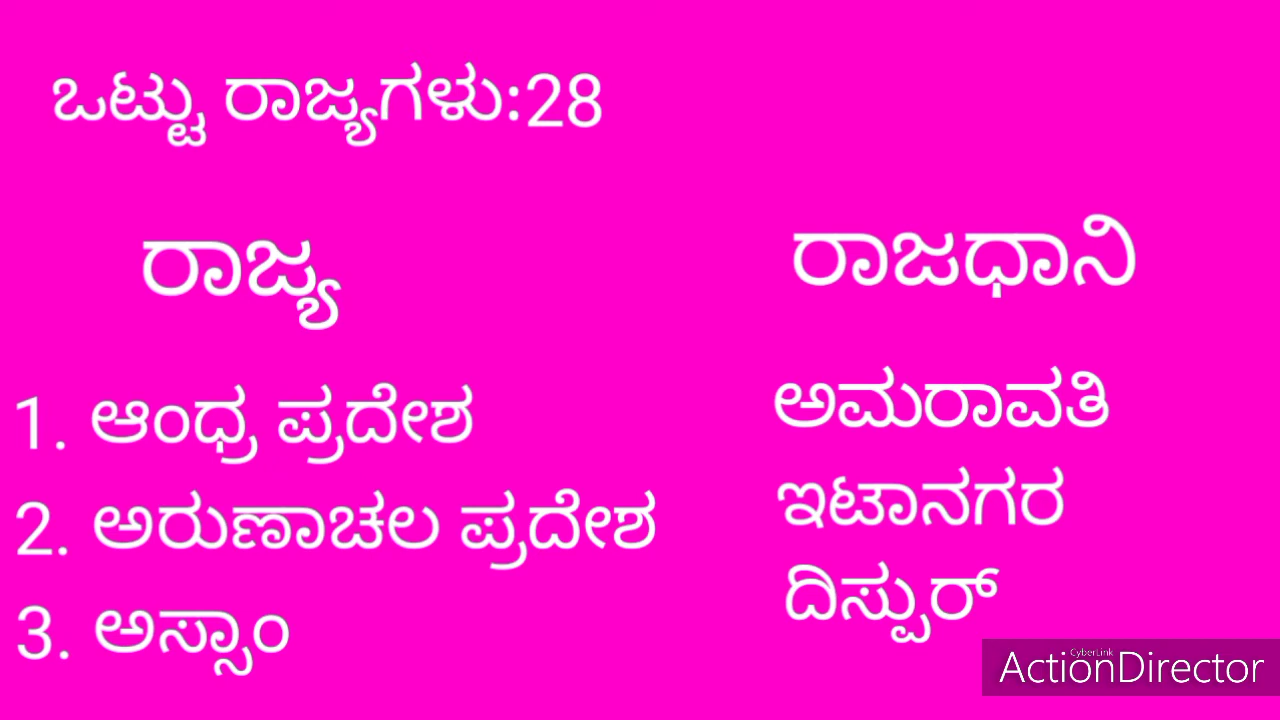 ಒಟ್ಟು ರಾಜ್ಯಗಳು:28
ರಾಜ್ಯ ರಾಜಧಾನಿ
1. ಆಂಧ್ರ ಪ್ರದೇಶ ಅಮರಾವತಿ
2. ಅರುಣಾಚಲ ಪ್ರದೇಶ ಇಟಾನಗರ
3. ಅಸ್ಸಾಂ ದಿಸ್ಪುರ್
CyberLink
ActionDirector